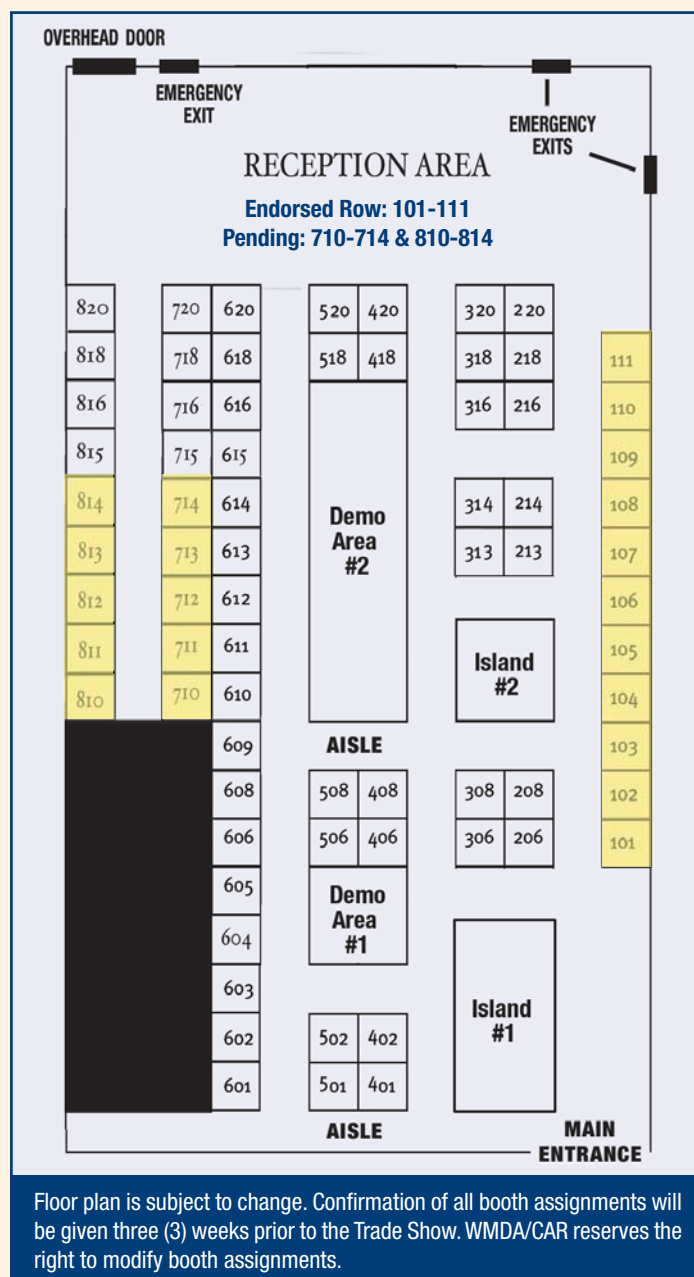 OVERHEAD DOOR
EMERGENCY
EXIT
EMERGENCY
EXITS
RECEPTION AREA
Endorsed Row: 101-111
Pending: 710-714 & 810-814
820 720 620 520 420 320 220
818 718 618 518 418 318 218 111
816 716 616 316 216 110
815 715 615 109
814 714 614 314 214 108
Demo
Area
#2
813 713 613 313 213 107
812 712 612 106
811 711 611 105
Island
#2
810 710 610 104
609 AISLE 103
608 508 408 308 208 102
606 506 406 306 206 101
605
Demo
Area
#1
604
603
Island
#1
602 502 402
601 501 401
AISLE
MAIN
ENTRANCE
Floor plan is subject to change. Confirmation of all booth assignments will
be given three (3) weeks prior to the Trade Show. WMDA/CAR reserves the
right to modify booth assignments.